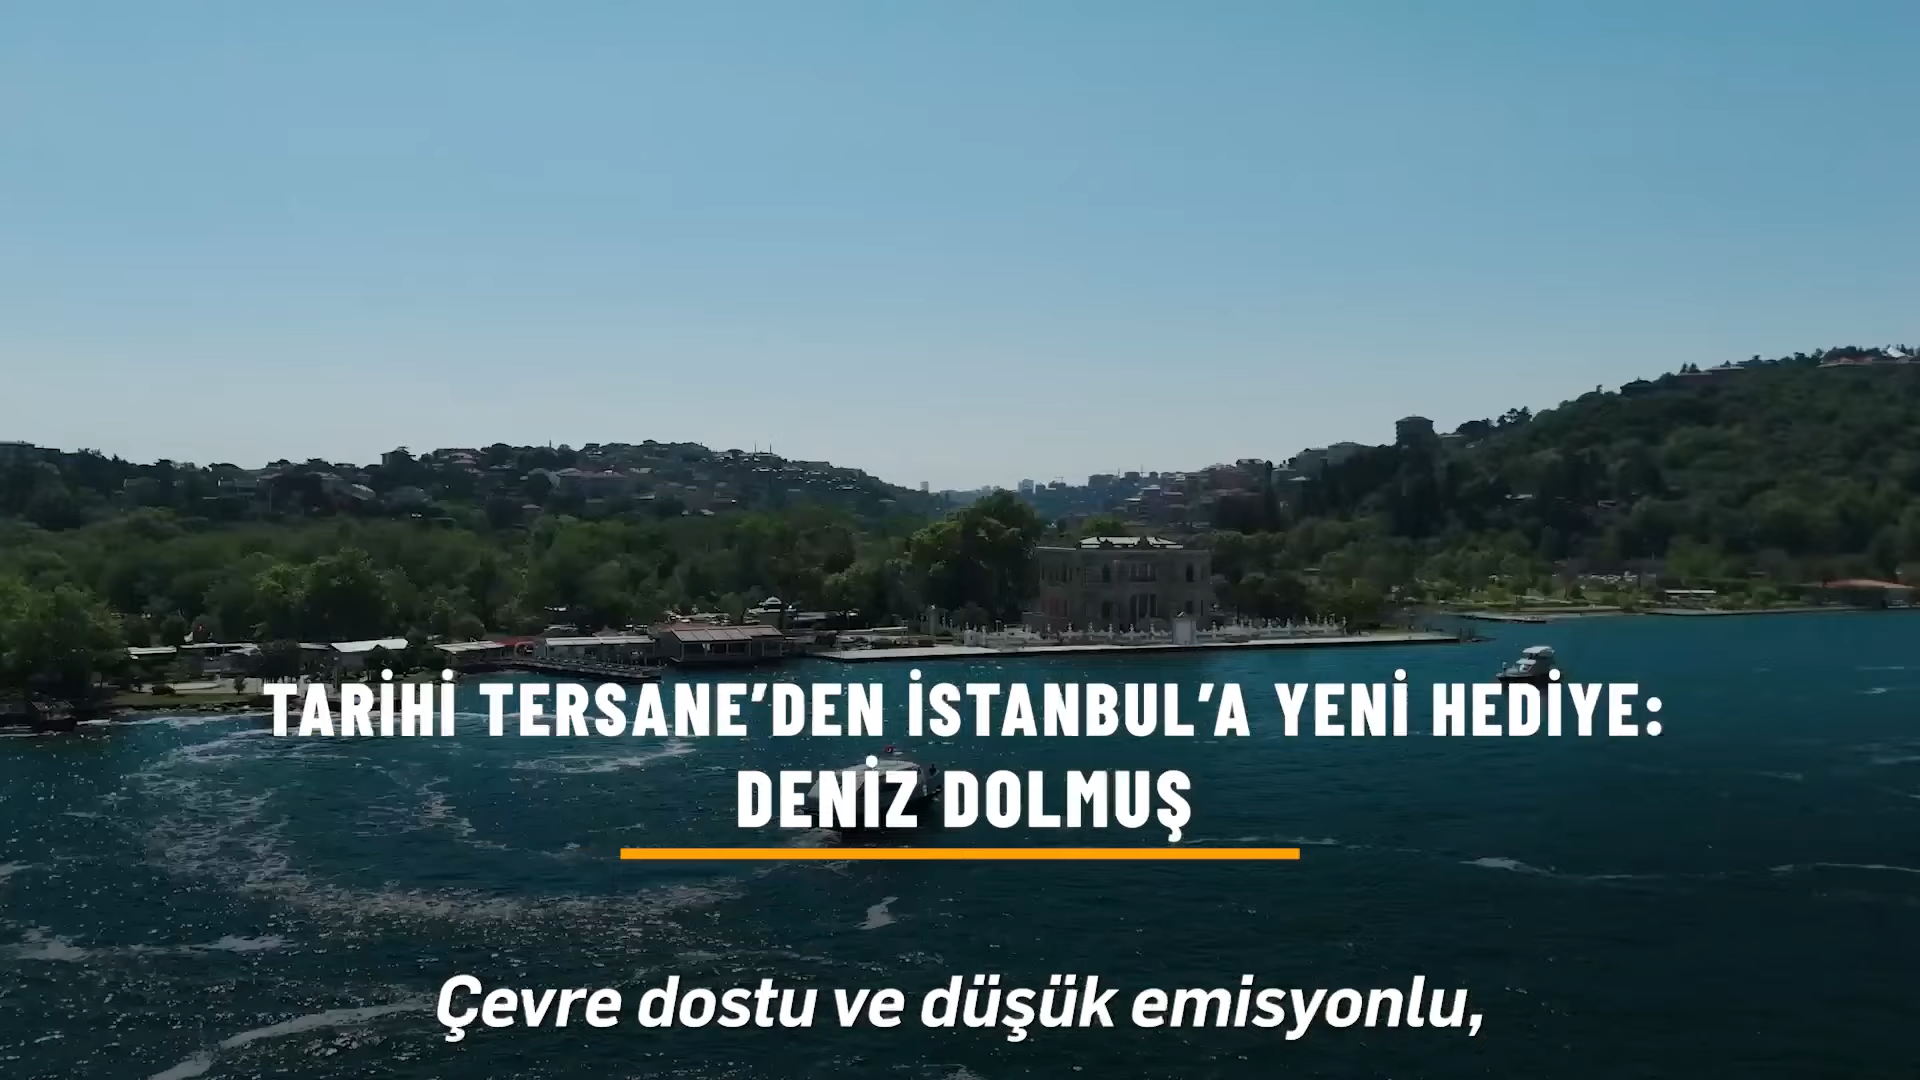 TARİHİ TERSANE’DEN İSTANBUL’A YENİ HEDİYE:
DENİZ DOLMUŞ
Çevre dostu ve düşük emisyonlu,